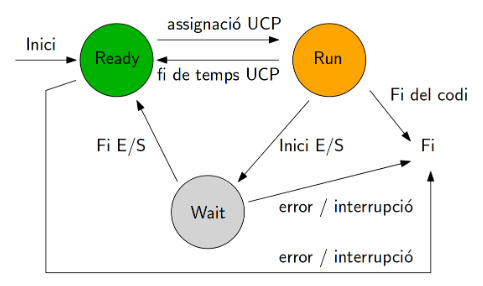 assignació UCP
Inici
Ready
Run
fi de temps UCP
Fi del codi
Fi E/S
Inici E/S
Fi
Wait
error / interrupció
error / interrupció